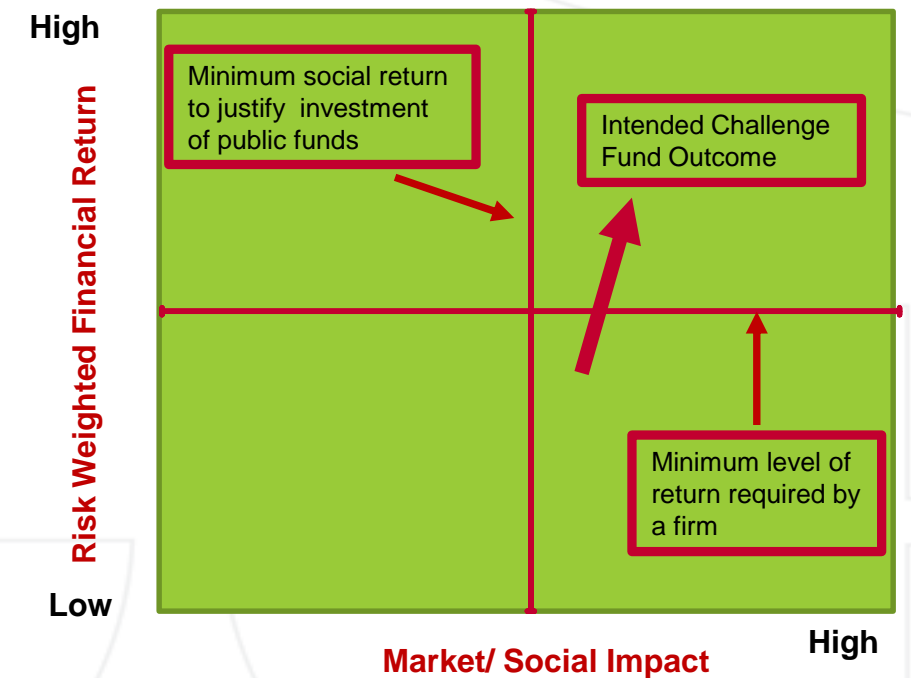 High
Minimum social return
to justify investment
of public funds
Intended Challenge
Fund Outcome
Risk Weighted Financial Return
Minimum level of
return required by
a firm
Low
High
Market/ Social Impact